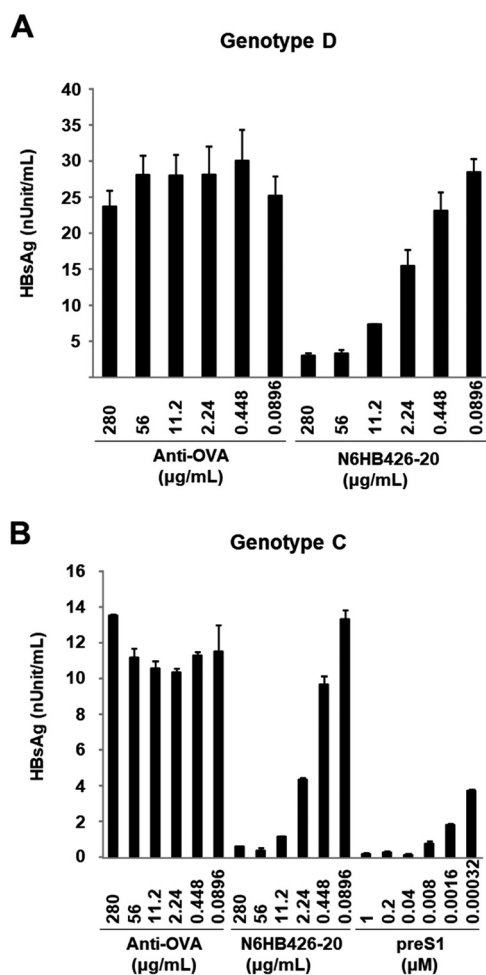 A
Genotype D
HBsAg (nUnit/mL)
40
35
30
25
20
15
10
5
280 56 11.2 2.24 0.448 0.0896 280 56 11.2 2.24 0.448 0.0896
Anti-OVA N6HB426-20
(µg/mL) (µg/mL)
B
Genotype C
HBsAg (nUnit/mL)
16
14
12
10
8
6
4
2
0
280 56 11.2 2.24 0.448 0.0896 280 56 11.2 2.24 0.448 0.0896 1 0.2 0.04 0.008 0.0016 0.00032
Anti-OVA N6HB426-20 preS1
(µg/mL) (µg/mL) (µM)